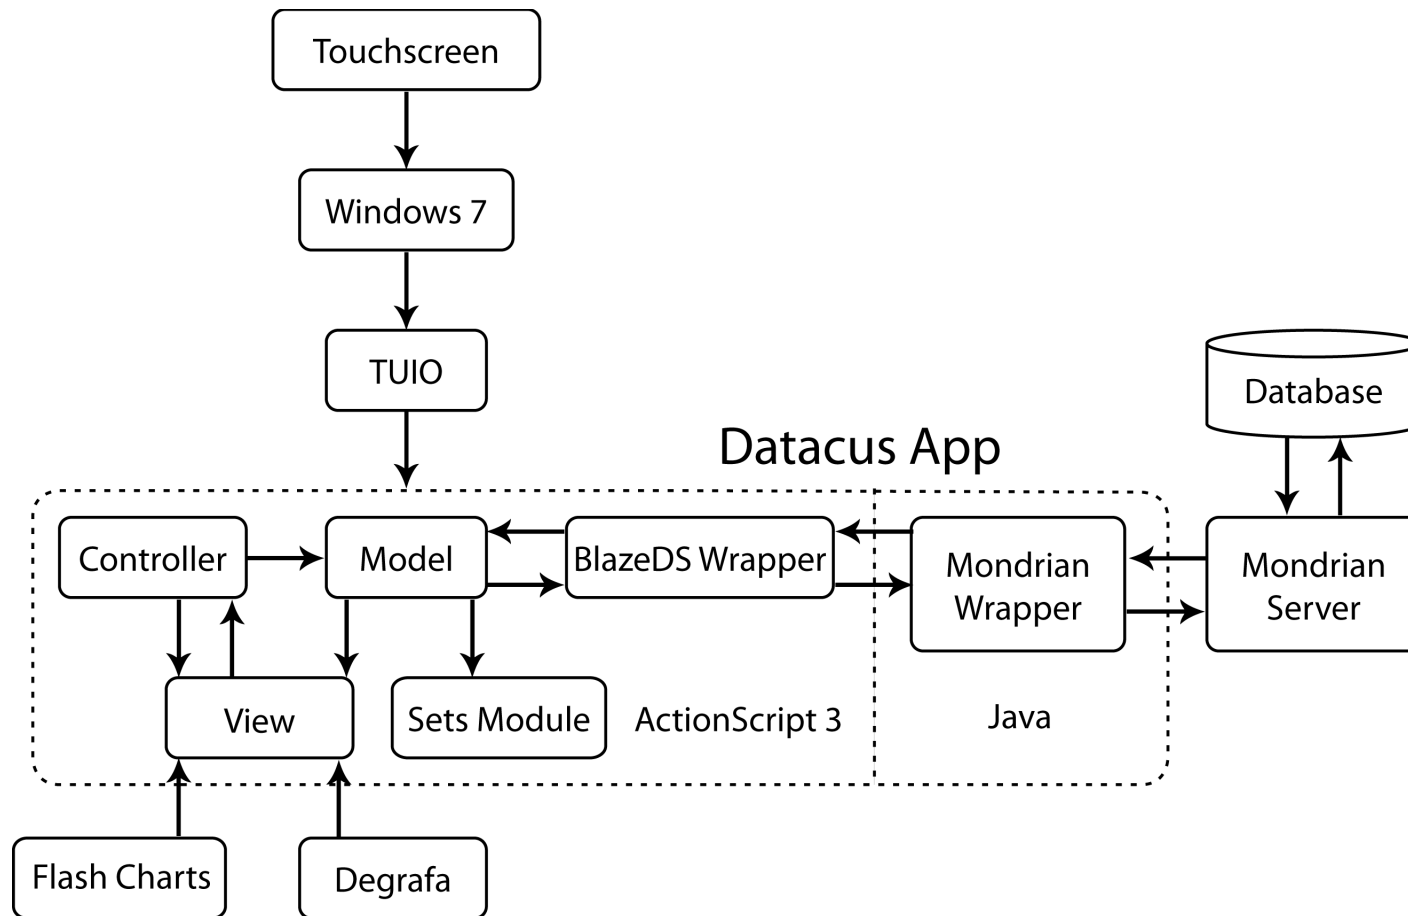 Touchscreen
Windows 7
TUIO
Database
Datacus App
Controller
Model
BlazeDS Wrapper
Mondrian
Wrapper
Mondrian
Server
View
Sets Module
ActionScript 3
Java
Flash Charts
Degrafa